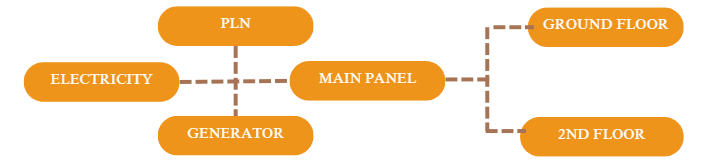 PLN
GROUND FLOOR
ELECTRICITY
MAIN PANEL
GENERATOR
2ND FLOOR